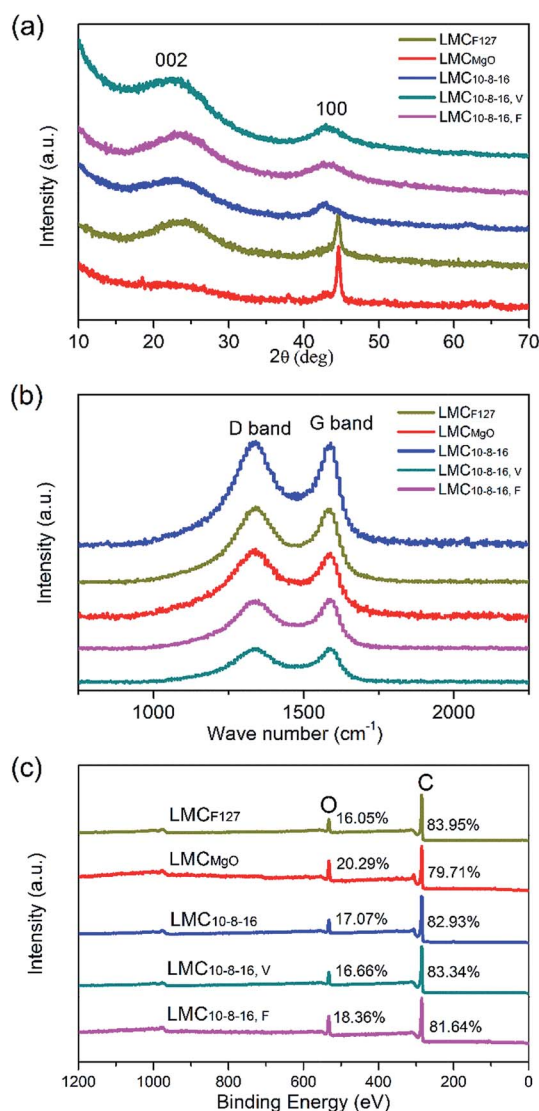 (a)
LMCF127
LMCMgO
LMC10-8-16
LMC10-8-16, V
LMC10-8-16, F
002
100
Intensity (a.u.)
10 20 30 40 50 60 70
2θ (deg)
(b)
D band G band
LMCF127
LMCMgO
LMC10-8-16
LMC10-8-16, V
LMC10-8-16, F
Intensity (a.u.)
1000 1500 2000
Wave number (cm⁻¹)
(c)
O C
LMCF127 16.05% 83.95%
LMCMgO 20.29% 79.71%
LMC10-8-16 17.07% 82.93%
LMC10-8-16, V 16.66% 83.34%
LMC10-8-16, F 18.36% 81.64%
Intensity (a.u.)
1200 1000 800 600 400 200 0
Binding Energy (eV)